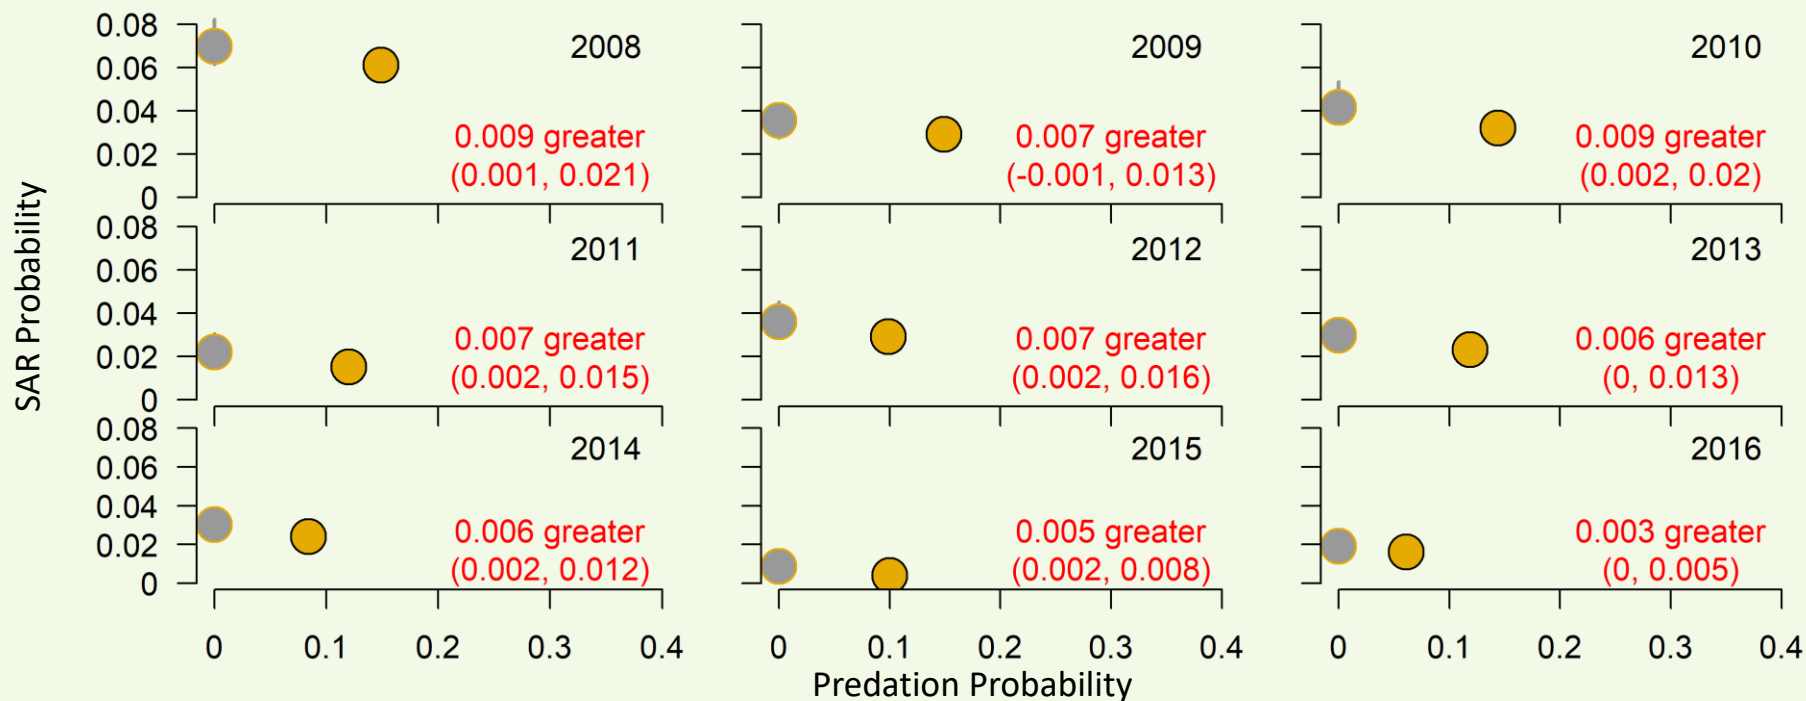 SAR Probability
0.08
0.06
0.04
0.02
0
2008
0.009 greater
(0.001, 0.021)
2009
0.007 greater
(-0.001, 0.013)
2010
0.009 greater
(0.002, 0.02)
0.08
0.06
0.04
0.02
0
2011
0.007 greater
(0.002, 0.015)
2012
0.007 greater
(0.002, 0.016)
2013
0.006 greater
(0, 0.013)
0.08
0.06
0.04
0.02
0
2014
0.006 greater
(0.002, 0.012)
2015
0.005 greater
(0.002, 0.008)
2016
0.003 greater
(0, 0.005)
0 0.1 0.2 0.3 0.4
0 0.1 0.2 0.3 0.4
0 0.1 0.2 0.3 0.4
Predation Probability